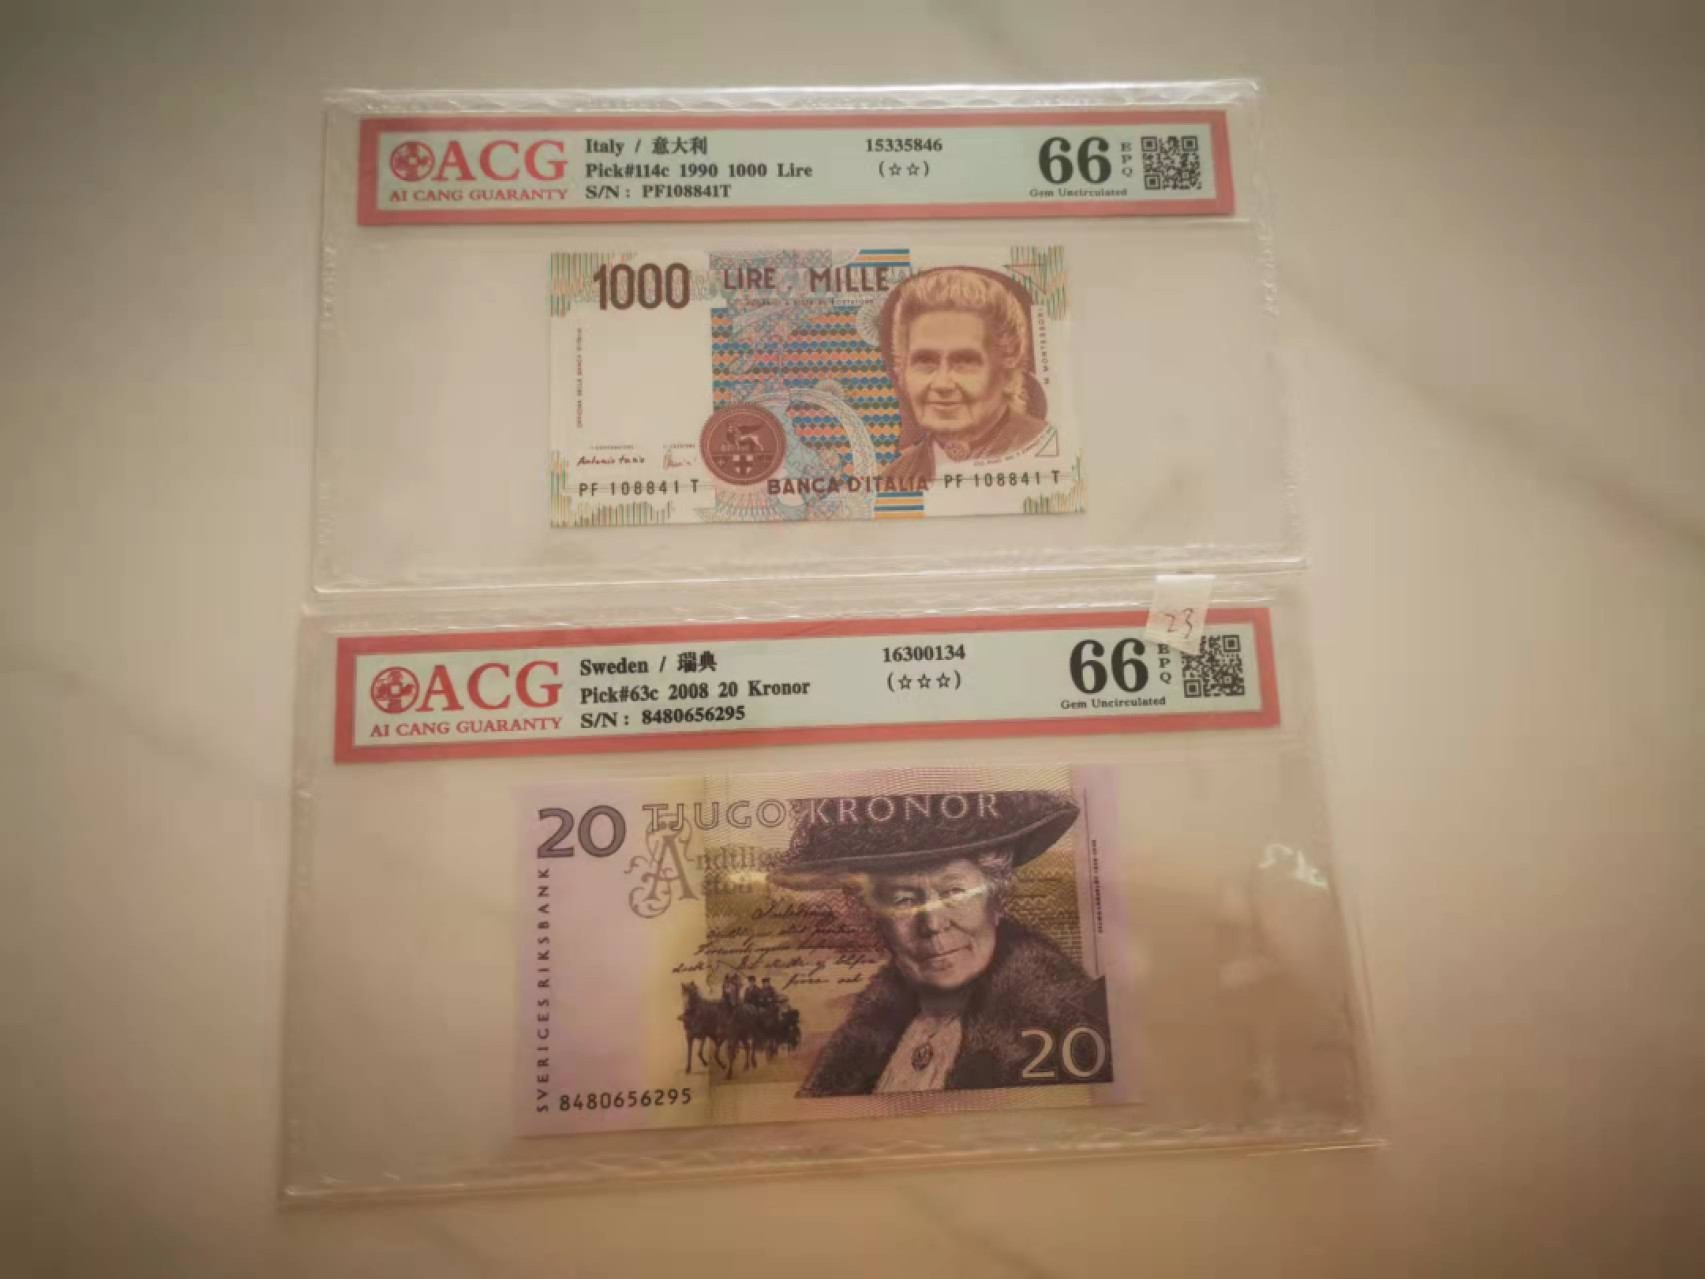 ACG
AI CANG GUARANTY
Italy / 意大利
Pick#114c 1990 1000 Lire
S/N : PF108841T
15335846
(☆☆)
66
EPQ
Gem Uncirculated
1000 LIRE MILLE
M. MONTESSORI
PF 108841 T
BANCA D'ITALIA
PF 108841 T
23
ACG
AI CANG GUARANTY
Sweden / 瑞典
Pick#63c 2008 20 Kronor
S/N : 8480656295
16300134
(☆☆☆)
66
EPQ
Gem Uncirculated
20 TJUGO KRONOR
SVERIGES RIKSBANK
20
8480656295